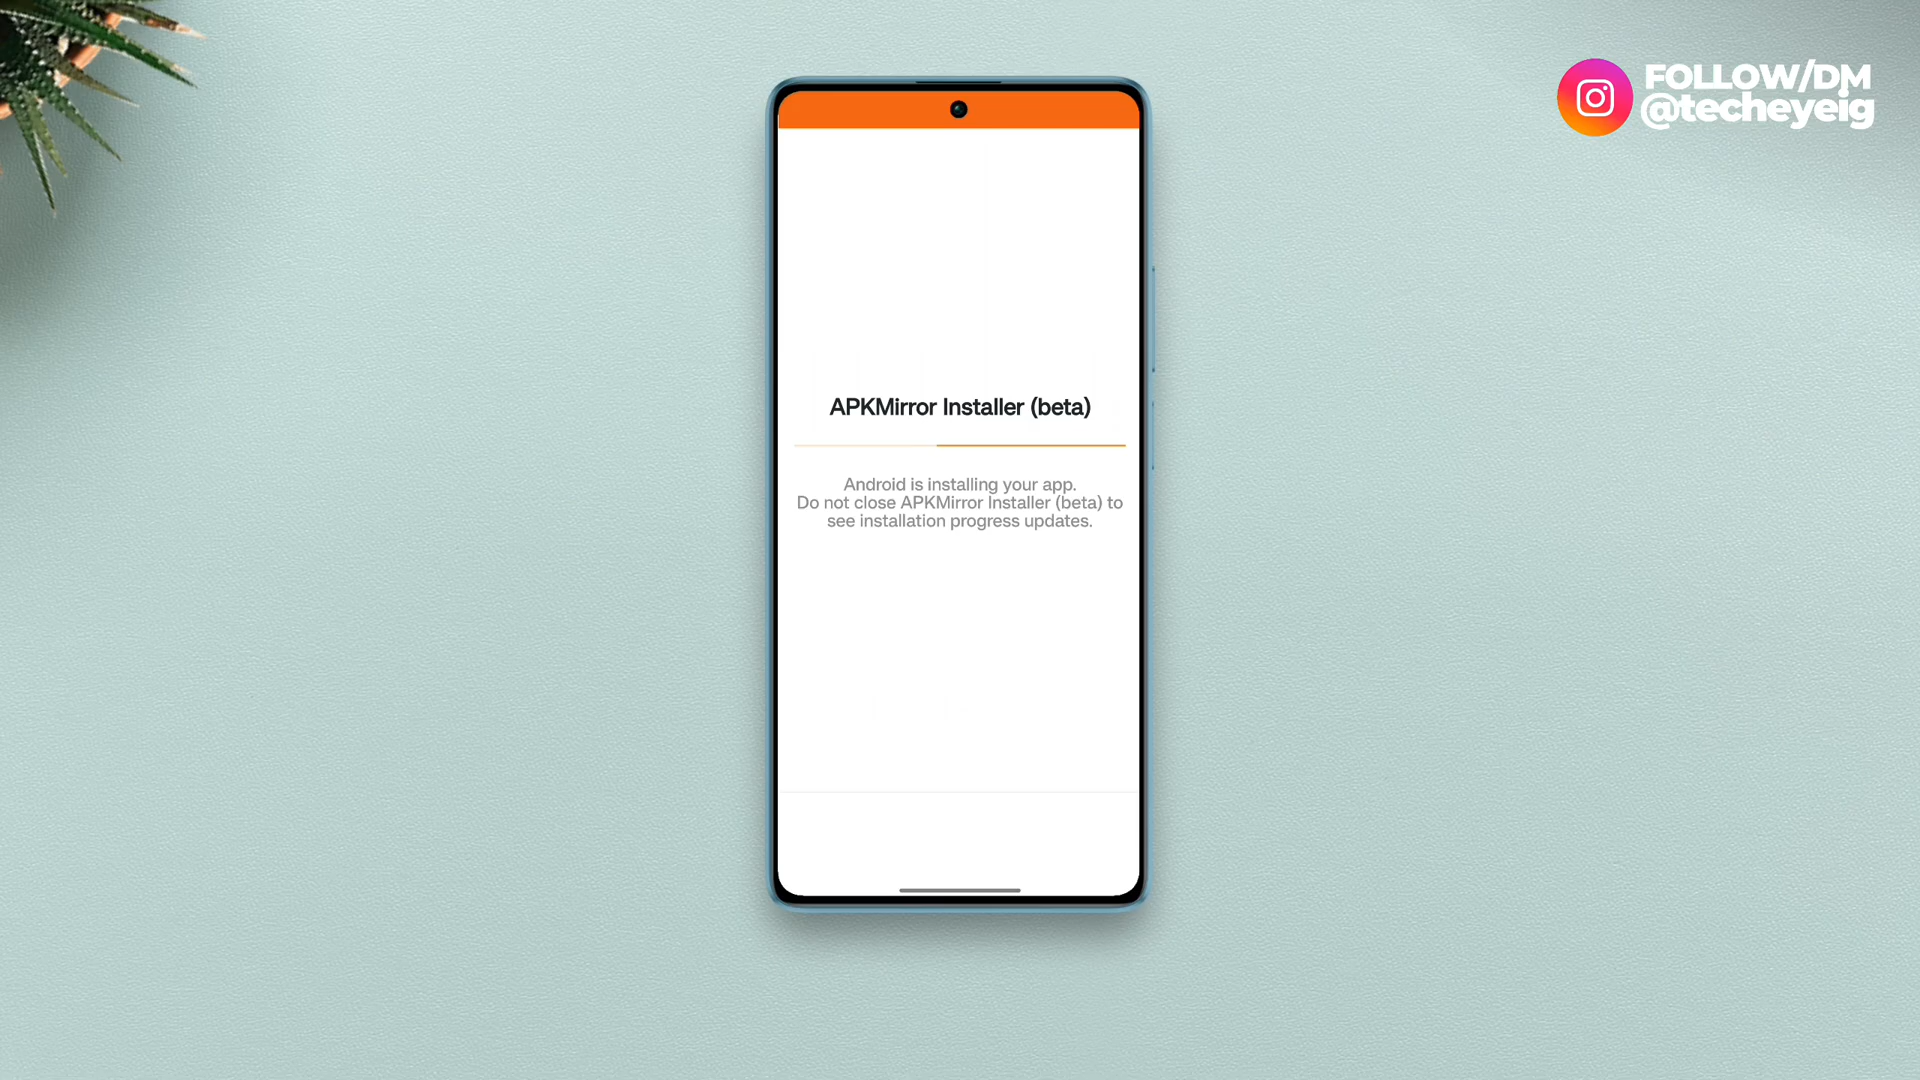 FOLLOW/DM
@techeyeig
APKMirror Installer (beta)
Android is installing your app.
Do not close APKMirror Installer (beta) to
see installation progress updates.